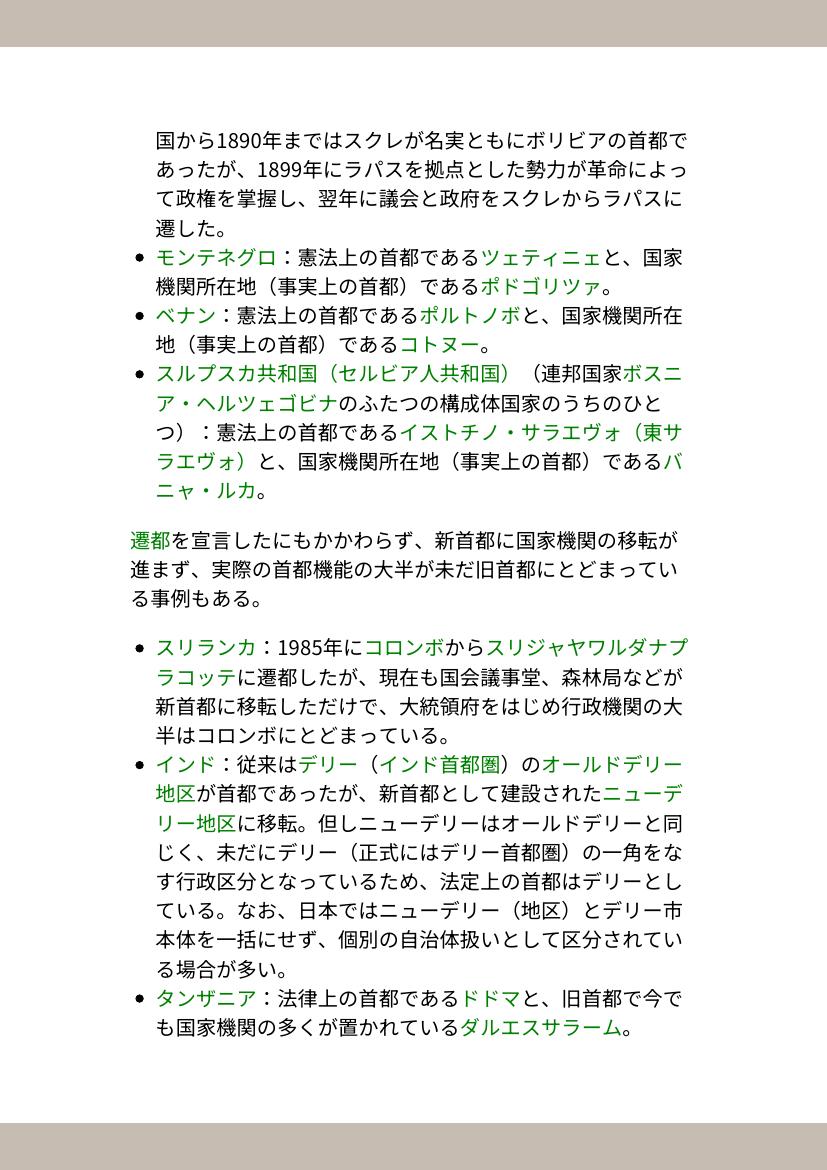 国から1890年まではスクレが名実ともにボリビアの首都で
あったが、1899年にラパスを拠点とした勢力が革命によっ
て政権を掌握し、翌年に議会と政府をスクレからラパスに
遷した。
• モンテネグロ：憲法上の首都であるツェティニェと、国家
機関所在地（事実上の首都）であるポドゴリツァ。
• ベナン：憲法上の首都であるポルトノボと、国家機関所在
地（事実上の首都）であるコトヌー。
• スルプスカ共和国（セルビア人共和国）（連邦国家ボスニ
ア・ヘルツェゴビナのふたつの構成体国家のうちのひと
つ）：憲法上の首都であるイストチノ・サラエヴォ（東サ
ラエヴォ）と、国家機関所在地（事実上の首都）であるバ
ニャ・ルカ。
遷都を宣言したにもかかわらず、新首都に国家機関の移転が
進まず、実際の首都機能の大半が未だ旧首都にとどまってい
る事例もある。
• スリランカ：1985年にコロンボからスリジャヤワルダナプ
ラコッテに遷都したが、現在も国会議事堂、森林局などが
新首都に移転しただけで、大統領府をはじめ行政機関の大
半はコロンボにとどまっている。
• インド：従来はデリー（インド首都圏）のオールドデリー
地区が首都であったが、新首都として建設されたニューデ
リー地区に移転。但しニューデリーはオールドデリーと同
じく、未だにデリー（正式にはデリー首都圏）の一角をな
す行政区分となっているため、法定上の首都はデリーとし
ている。なお、日本ではニューデリー（地区）とデリー市
本体を一括にせず、個別の自治体扱いとして区分されてい
る場合が多い。
• タンザニア：法律上の首都であるドドマと、旧首都で今で
も国家機関の多くが置かれているダルエスサラーム。